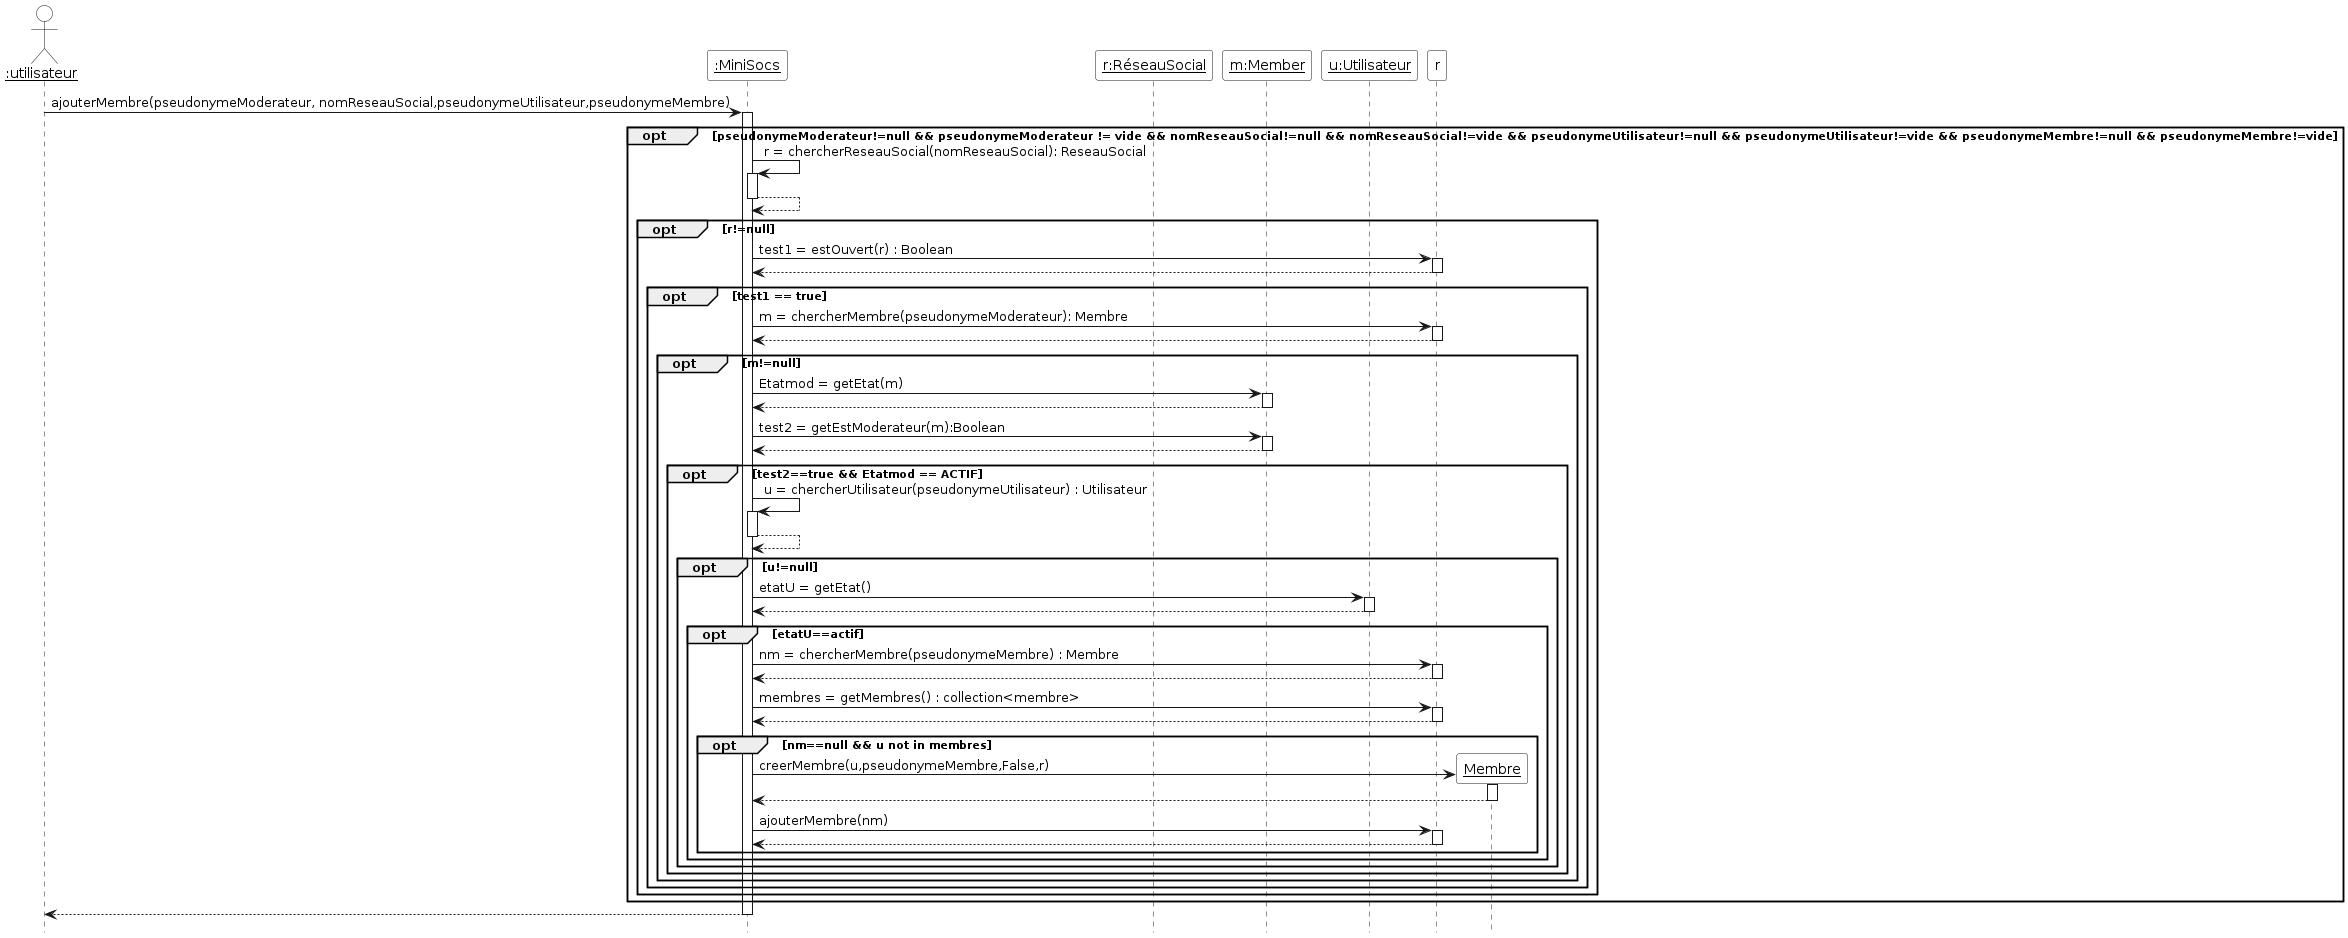 :utilisateur
:MiniSocs
r:RéseauSocial
m:Member
u:Utilisateur
r
ajouterMembre(pseudonymeModerateur, nomReseauSocial,pseudonymeUtilisateur,pseudonymeMembre)
opt [pseudonymeModerateur!=null && pseudonymeModerateur != vide && nomReseauSocial!=null && nomReseauSocial!=vide && pseudonymeUtilisateur!=null && pseudonymeUtilisateur!=vide && pseudonymeMembre!=null && pseudonymeMembre!=vide]
r = chercherReseauSocial(nomReseauSocial): ReseauSocial
opt [r!=null]
test1 = estOuvert(r) : Boolean
opt [test1 == true]
m = chercherMembre(pseudonymeModerateur): Membre
opt [m!=null]
Etatmod = getEtat(m)
test2 = getEstModerateur(m):Boolean
opt [test2==true && Etatmod == ACTIF]
u = chercherUtilisateur(pseudonymeUtilisateur) : Utilisateur
opt [u!=null]
etatU = getEtat()
opt [etatU==actif]
nm = chercherMembre(pseudonymeMembre) : Membre
membres = getMembres() : collection<membre>
opt [nm==null && u not in membres]
creerMembre(u,pseudonymeMembre,False,r)
Membre
ajouterMembre(nm)